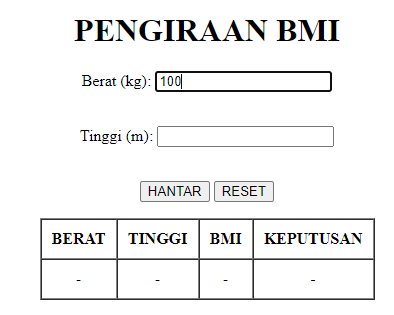 PENGIRAAN BMI
Berat (kg): 100
Tinggi (m):
HANTAR RESET
BERAT TINGGI BMI KEPUTUSAN
- - - -